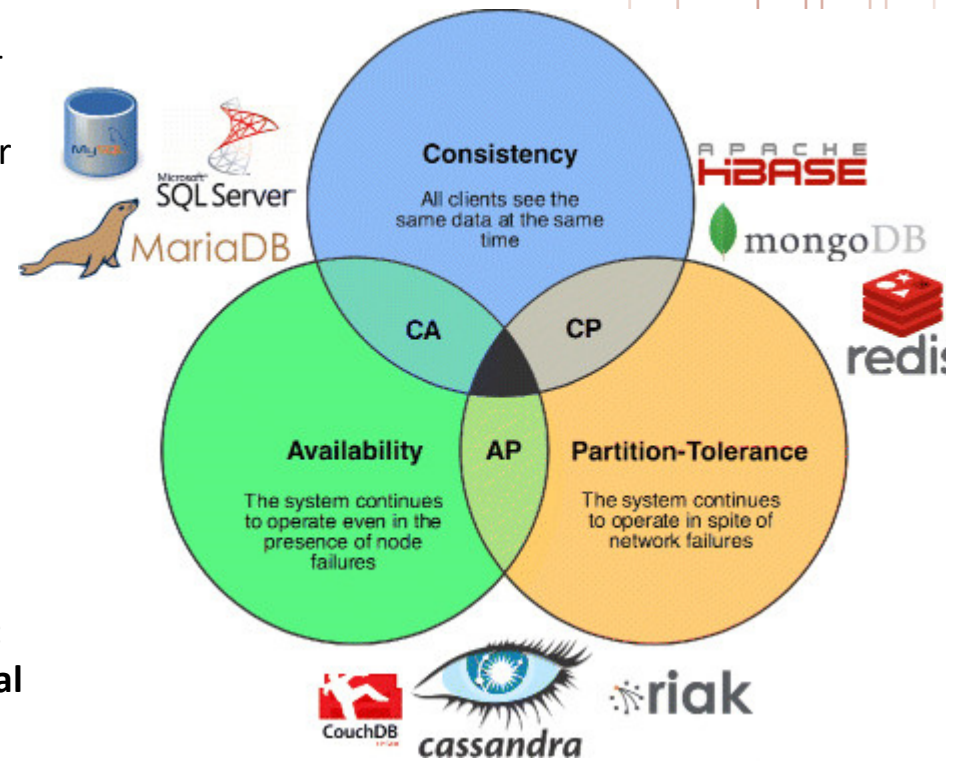 r
al
MySQL
Microsoft®
SQL Server
MariaDB
Consistency
All clients see the
same data at the same
time
APACHE
HBASE
mongoDB
redis
CA
CP
Availability
The system continues
to operate even in the
presence of node
failures
AP
Partition-Tolerance
The system continues
to operate in spite of
network failures
CouchDB
cassandra
riak